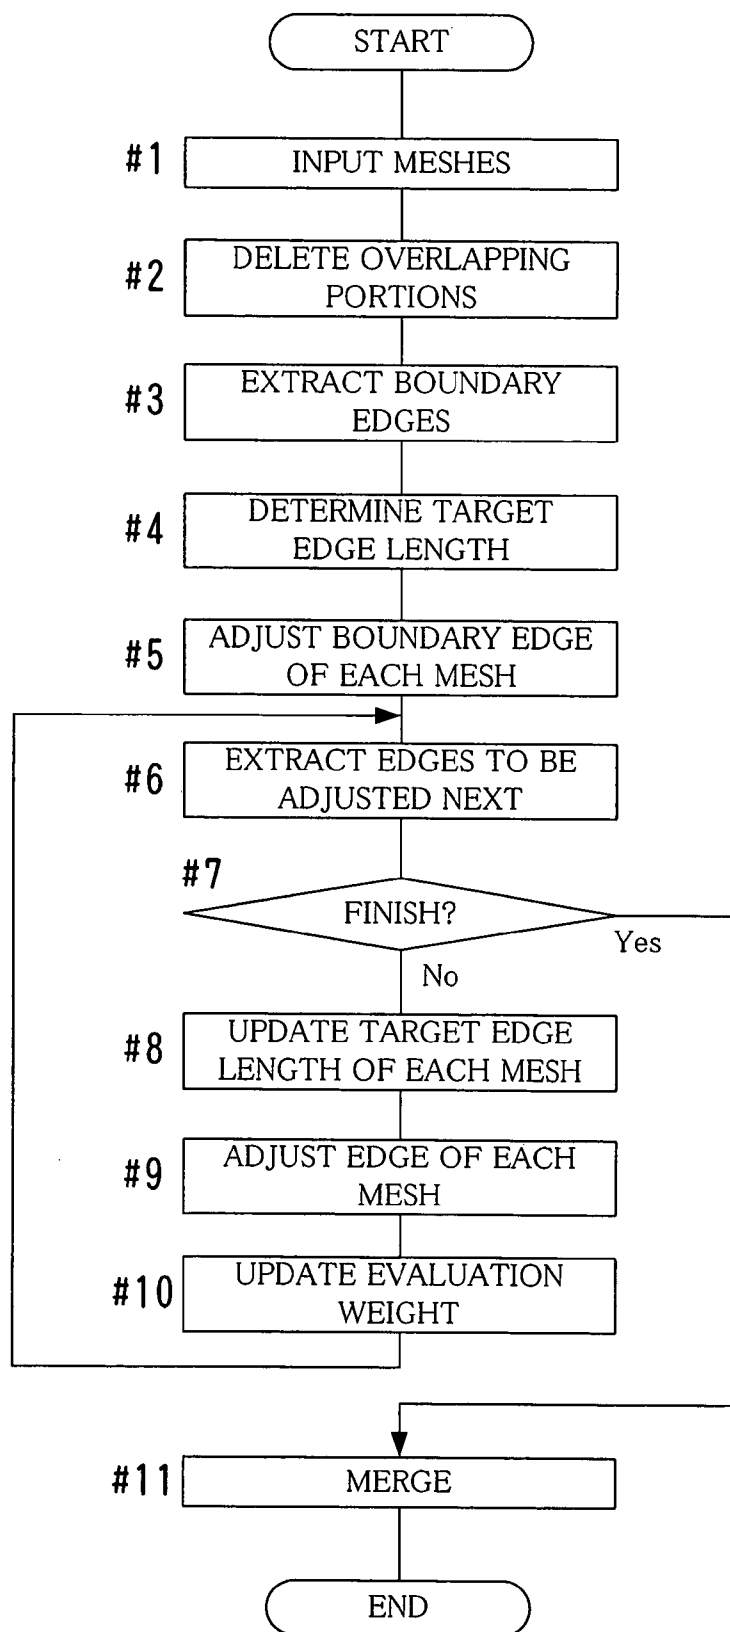 START
#1
INPUT MESHES
#2
DELETE OVERLAPPING
PORTIONS
#3
EXTRACT BOUNDARY
EDGES
#4
DETERMINE TARGET
EDGE LENGTH
#5
ADJUST BOUNDARY EDGE
OF EACH MESH
#6
EXTRACT EDGES TO BE
ADJUSTED NEXT
#7
FINISH?
Yes
No
#8
UPDATE TARGET EDGE
LENGTH OF EACH MESH
#9
ADJUST EDGE OF EACH
MESH
#10
UPDATE EVALUATION
WEIGHT
#11
MERGE
END